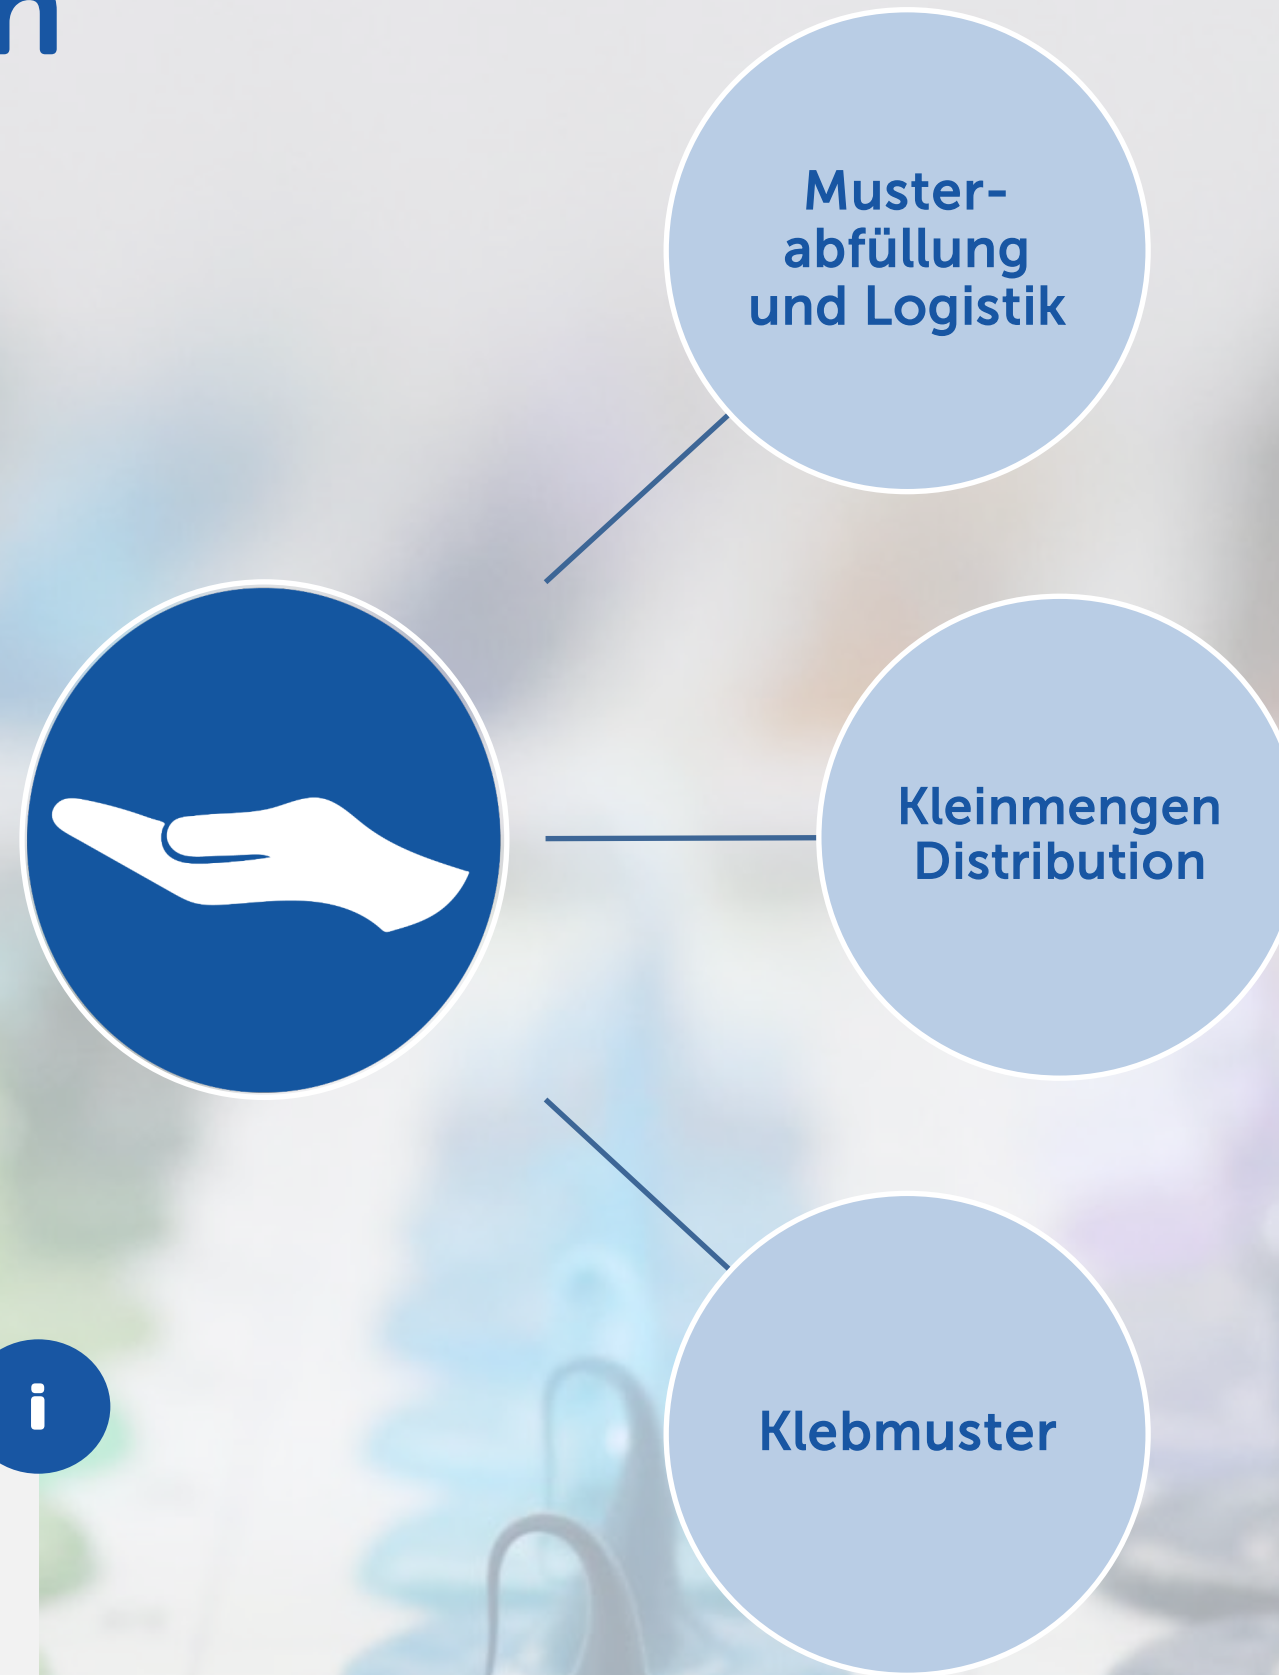 n
Muster-
abfüllung
und Logistik
Kleinmengen
Distribution
Klebmuster
i